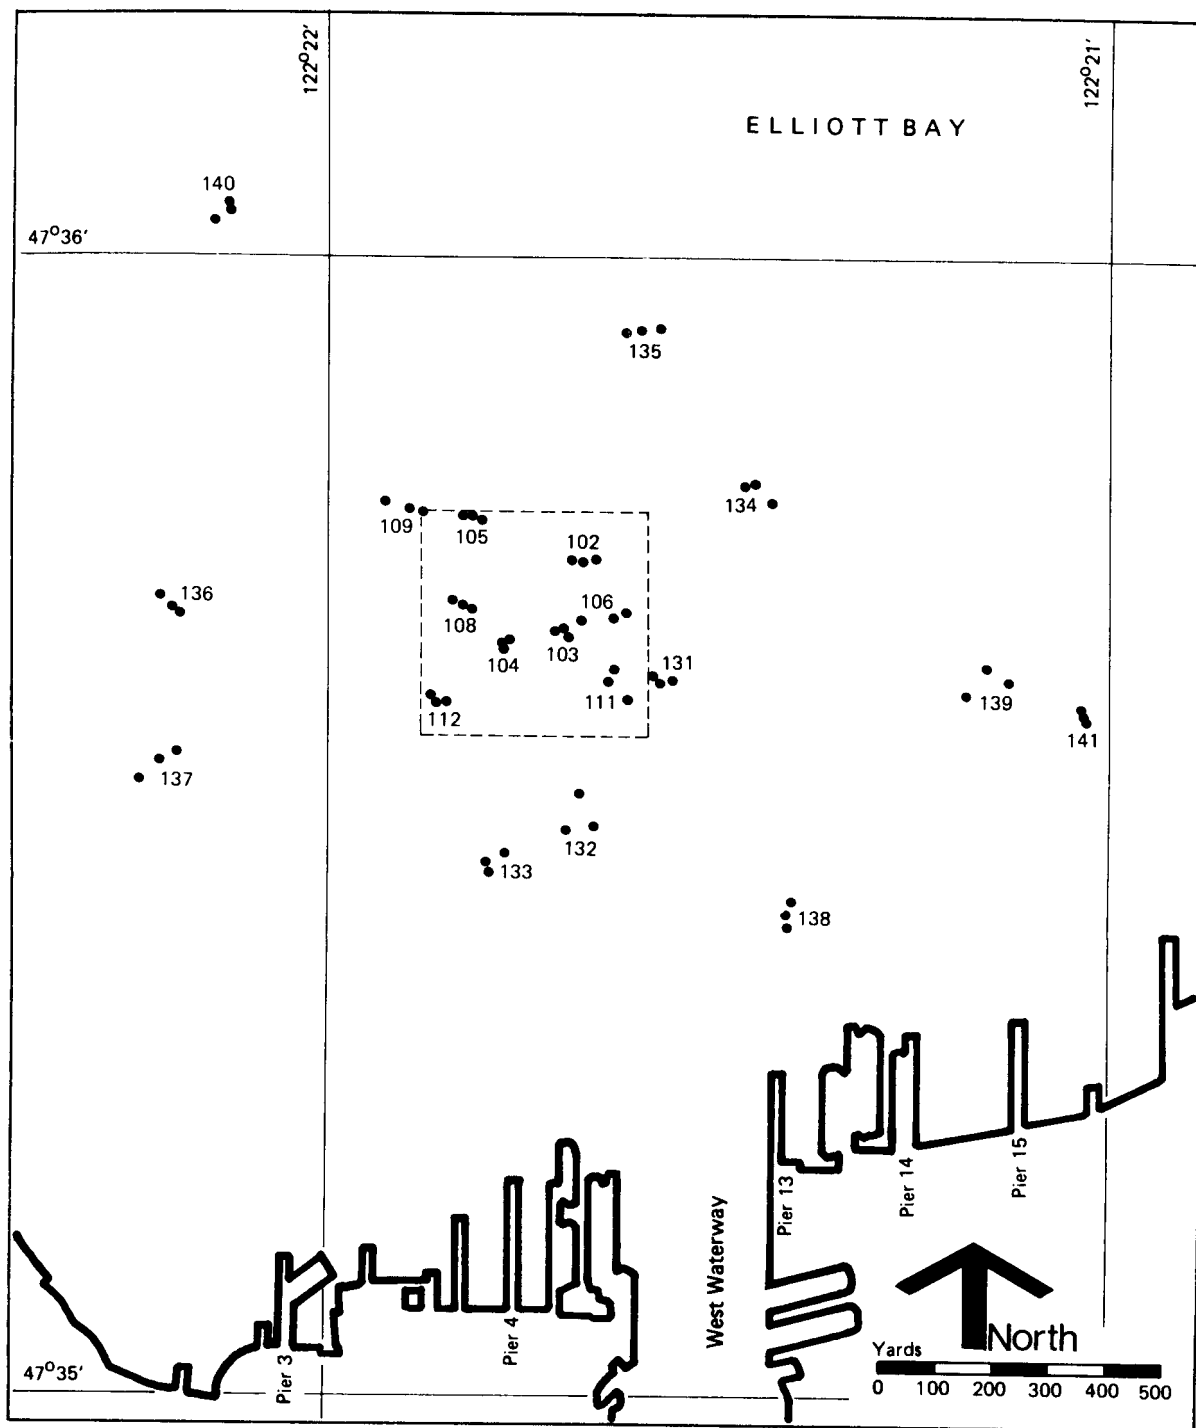 122°22'
122°21'
ELLIOTT BAY
140
47°36'
135
134
109
105
102
136
106
108
103
104
131
111
139
112
141
137
132
133
138
Pier 15
Pier 14
Pier 13
West Waterway
Pier 4
North
Pier 3
Yards
47°35'
0 100 200 300 400 500